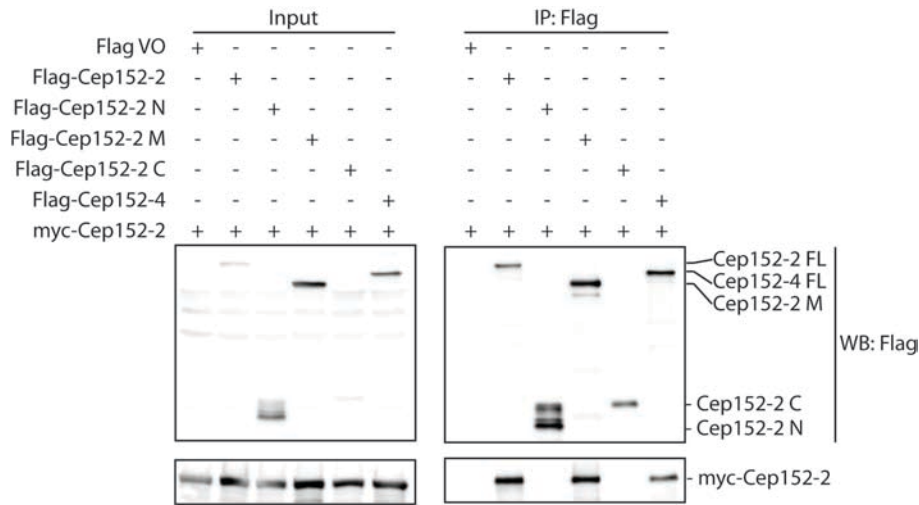 Input IP: Flag
Flag VO + - - - - - + - - - - -
Flag-Cep152-2 - + - - - - - + - - - -
Flag-Cep152-2 N - - + - - - - - + - - -
Flag-Cep152-2 M - - - + - - - - - + - -
Flag-Cep152-2 C - - - - + - - - - - + -
Flag-Cep152-4 - - - - - + - - - - - +
myc-Cep152-2 + + + + + + + + + + + +
Cep152-2 FL
Cep152-4 FL
Cep152-2 M
WB: Flag
Cep152-2 C
Cep152-2 N
myc-Cep152-2